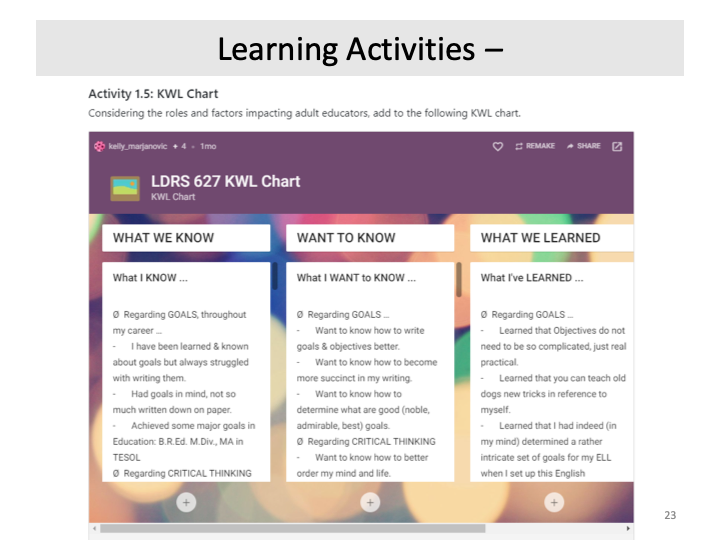 Learning Activities –
Activity 1.5: KWL Chart
Considering the roles and factors impacting adult educators, add to the following KWL chart.
kelly_marjanovic + 4 - 1mo
REMAKE
SHARE
LDRS 627 KWL Chart
KWL Chart
WHAT WE KNOW
What I KNOW ...
Ø Regarding GOALS, throughout
my career ...
- I have been learned & known
about goals but always struggled
with writing them.
- Had goals in mind, not so
much written down on paper.
- Achieved some major goals in
Education: B.R.Ed. M.Div., MA in
TESOL
Ø Regarding CRITICAL THINKING
WANT TO KNOW
What I WANT to KNOW ...
Ø Regarding GOALS ...
- Want to know how to write
goals & objectives better.
- Want to know how to become
more succinct in my writing.
- Want to know how to
determine what are good (noble,
admirable, best) goals.
Ø Regarding CRITICAL THINKING
- Want to know how to better
order my mind and life.
WHAT WE LEARNED
What I've LEARNED ...
Ø Regarding GOALS ...
- Learned that Objectives do not
need to be so complicated, just real
practical.
- Learned that you can teach old
dogs new tricks in reference to
myself.
- Learned that I had indeed (in
my mind) determined a rather
intricate set of goals for my ELL
when I set up this English
23